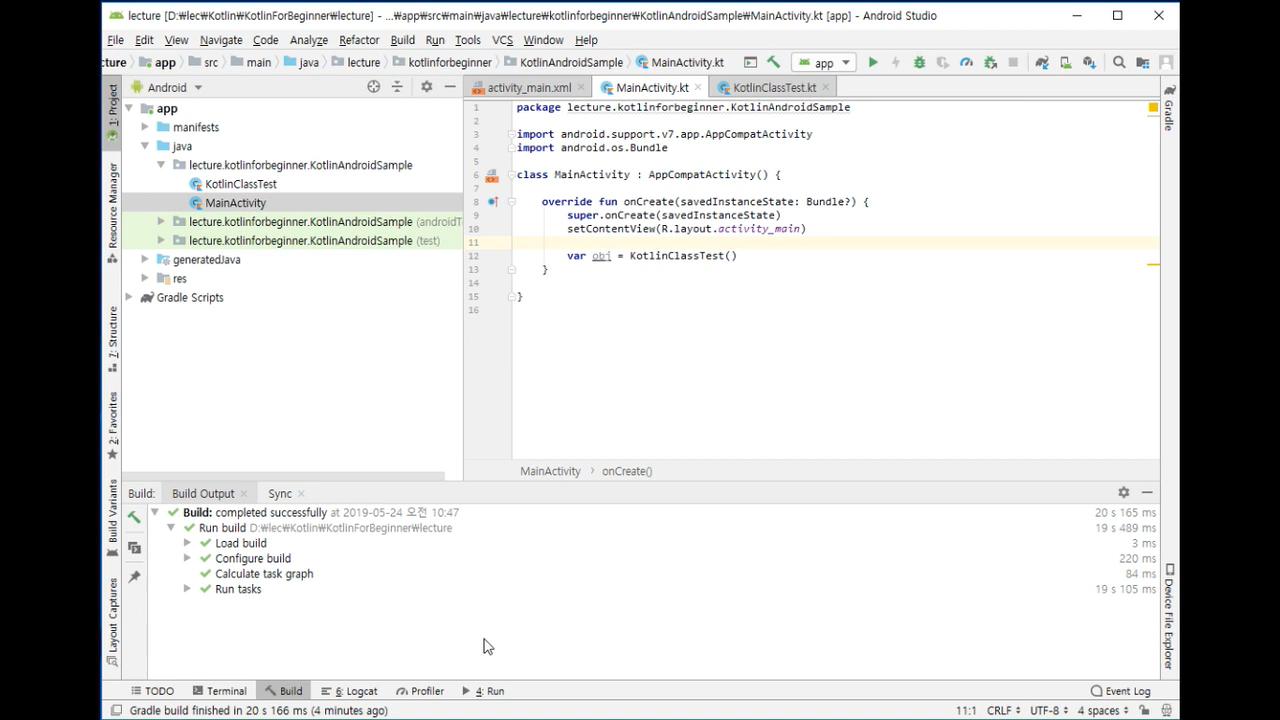 lecture [D:₩lec₩Kotlin₩KotlinForBeginner₩lecture] - ...₩app₩src₩main₩java₩lecture₩kotlinforbeginner₩KotlinAndroidSample₩MainActivity.kt [app] - Android Studio
File Edit View Navigate Code Analyze Refactor Build Run Tools VCS Window Help
cture app src main java lecture kotlinforbeginner KotlinAndroidSample MainActivity.kt app
1: Project
Resource Manager
7: Structure
2: Favorites
Build Variants
Layout Captures
Android
app
manifests
java
lecture.kotlinforbeginner.KotlinAndroidSample
KotlinClassTest
MainActivity
lecture.kotlinforbeginner.KotlinAndroidSample (androidT
lecture.kotlinforbeginner.KotlinAndroidSample (test)
generatedJava
res
Gradle Scripts
activity_main.xml MainActivity.kt KotlinClassTest.kt
1 package lecture.kotlinforbeginner.KotlinAndroidSample
2
3 import android.support.v7.app.AppCompatActivity
4 import android.os.Bundle
5
6 class MainActivity : AppCompatActivity() {
7
8 override fun onCreate(savedInstanceState: Bundle?) {
9 super.onCreate(savedInstanceState)
10 setContentView(R.layout.activity_main)
11
12 var obj = KotlinClassTest()
13 }
14
15 }
16
MainActivity › onCreate()
Gradle
Device File Explorer
Build: Build Output Sync
Build: completed successfully at 2019-05-24 오전 10:47 20 s 165 ms
Run build D:₩lec₩Kotlin₩KotlinForBeginner₩lecture 19 s 489 ms
Load build 3 ms
Configure build 220 ms
Calculate task graph 84 ms
Run tasks 19 s 105 ms
TODO Terminal Build 6: Logcat Profiler 4: Run Event Log
Gradle build finished in 20 s 166 ms (4 minutes ago) 11:1 CRLF UTF-8 4 spaces